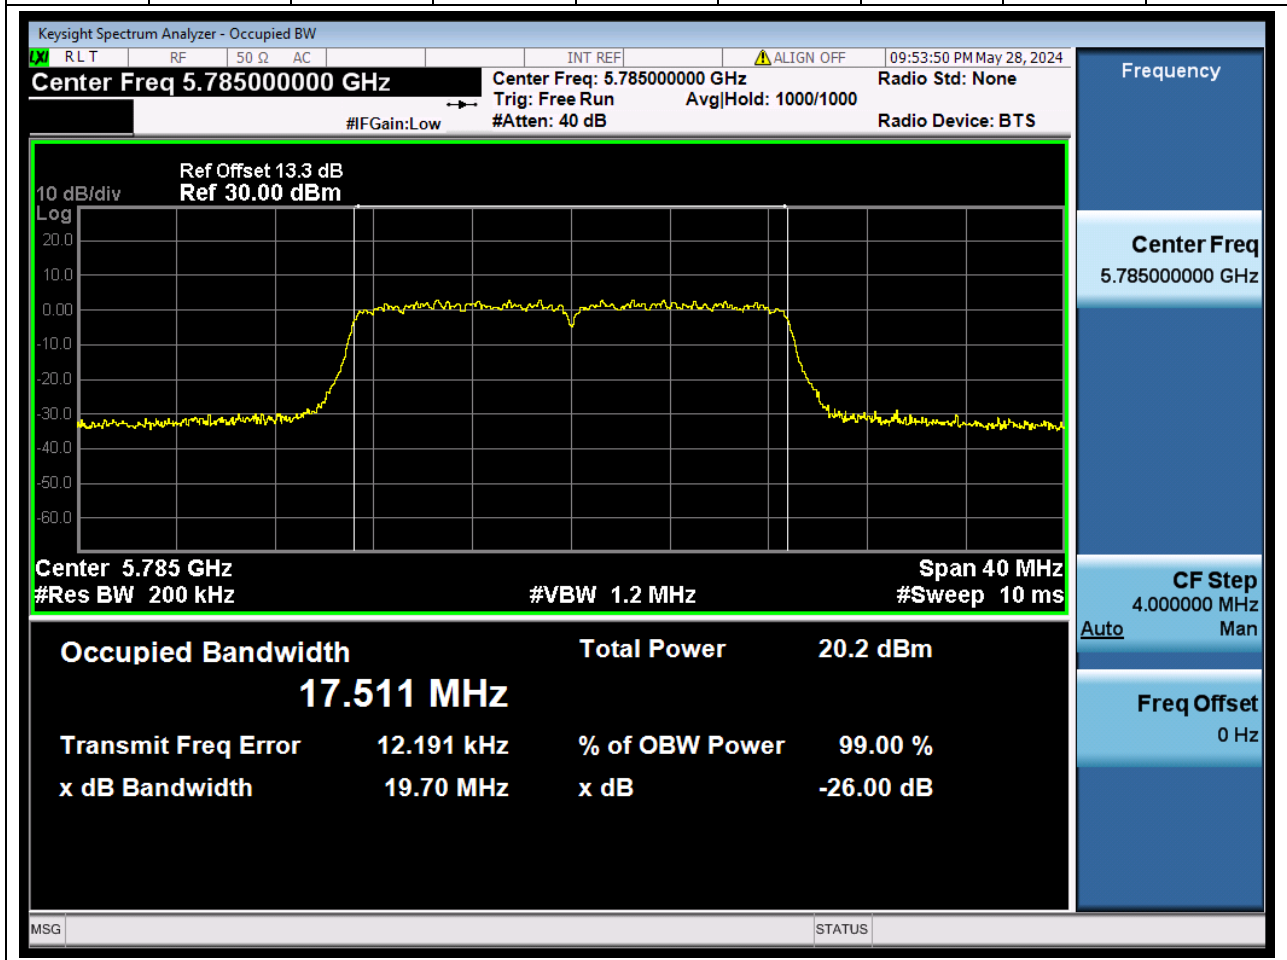 Keysight Spectrum Analyzer - Occupied BW
LXI RLT RF 50 Ω AC INT REF ALIGN OFF 09:53:50 PM May 28, 2024
Center Freq 5.785000000 GHz
Center Freq: 5.785000000 GHz
Radio Std: None
Trig: Free Run Avg|Hold: 1000/1000
#IFGain:Low #Atten: 40 dB Radio Device: BTS
Ref Offset 13.3 dB
10 dB/div Ref 30.00 dBm
Log
20.0
10.0
0.00
-10.0
-20.0
-30.0
-40.0
-50.0
-60.0
Center 5.785 GHz Span 40 MHz
#Res BW 200 kHz #VBW 1.2 MHz #Sweep 10 ms
Occupied Bandwidth Total Power 20.2 dBm
17.511 MHz
Transmit Freq Error 12.191 kHz % of OBW Power 99.00 %
x dB Bandwidth 19.70 MHz x dB -26.00 dB
Frequency
Center Freq
5.785000000 GHz
CF Step
4.000000 MHz
Auto Man
Freq Offset
0 Hz
MSG STATUS